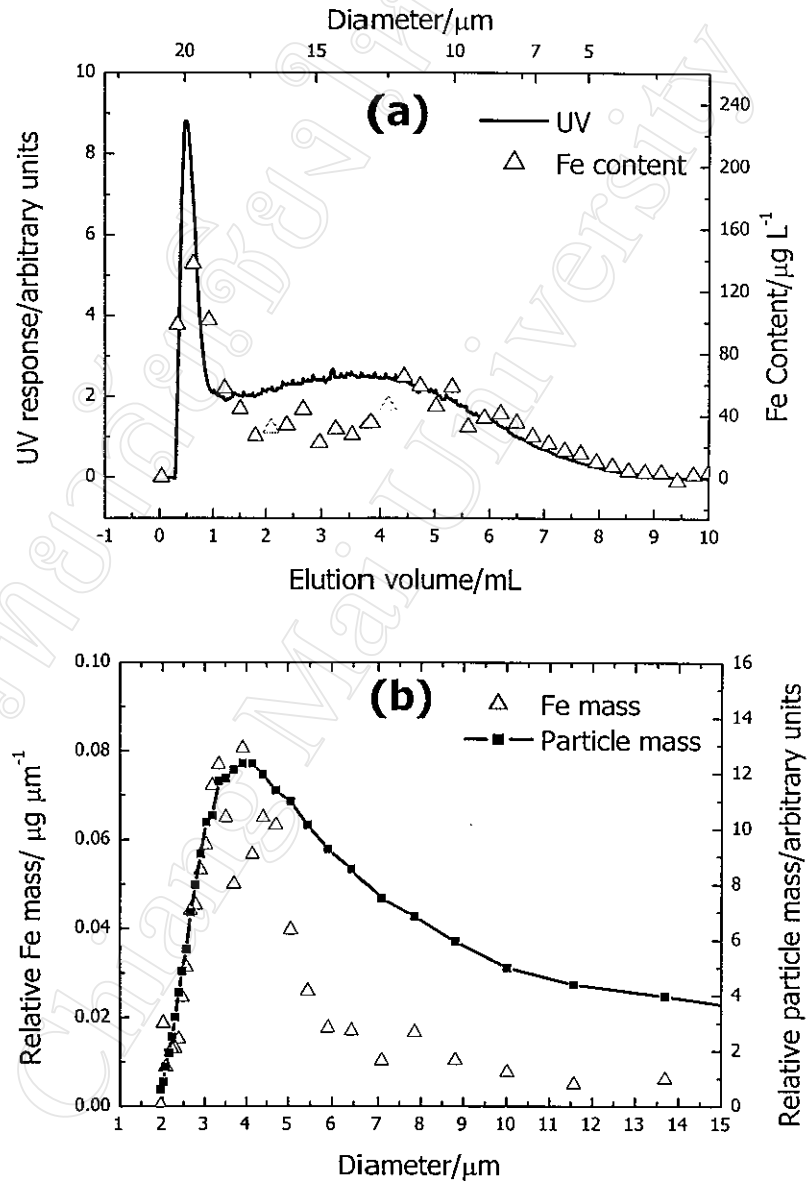 Diameter/μm
20 15 10 7 5
(a)
UV
Fe content
UV response/arbitrary units
10
8
6
4
2
0
Fe Content/μg L⁻¹
240
200
160
120
80
40
0
-1 0 1 2 3 4 5 6 7 8 9 10
Elution volume/mL
(b)
Fe mass
Particle mass
Relative Fe mass/ μg μm⁻¹
0.10
0.08
0.06
0.04
0.02
0.00
Relative particle mass/arbitrary units
16
14
12
10
8
6
4
2
0
1 2 3 4 5 6 7 8 9 10 11 12 13 14 15
Diameter/μm
Chiang Mai University